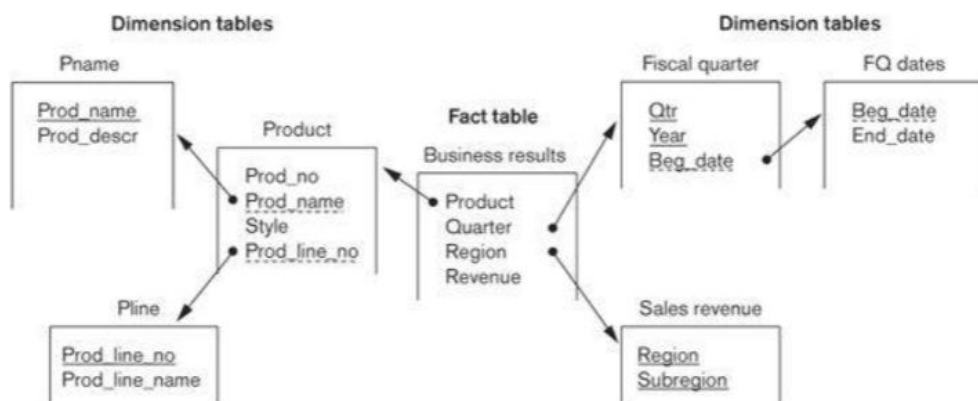 Dimension tables
Pname
Prod_name
Prod_descr
Product
Prod_no
Prod_name
Style
Prod_line_no
Pline
Prod_line_no
Prod_line_name
Fact table
Business results
Product
Quarter
Region
Revenue
Dimension tables
Fiscal quarter
Qtr
Year
Beg_date
FQ dates
Beg_date
End_date
Sales revenue
Region
Subregion